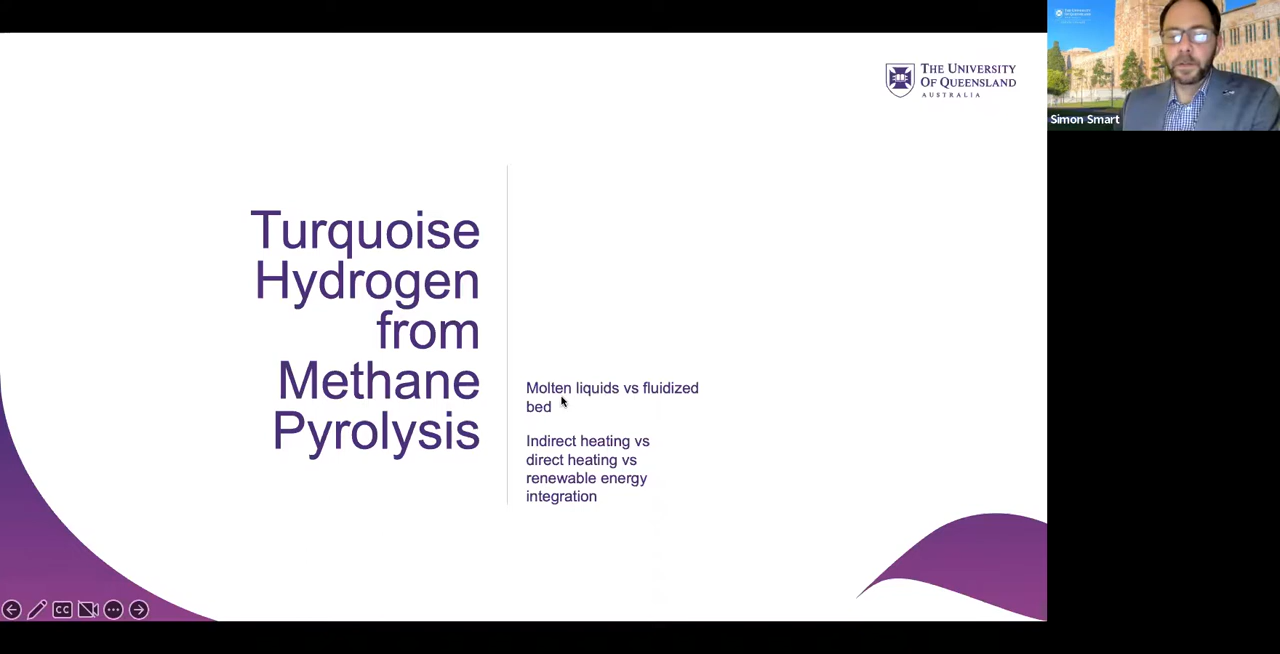 THE UNIVERSITY
OF QUEENSLAND
AUSTRALIA
Simon Smart
Turquoise
Hydrogen
from
Methane
Pyrolysis
Molten liquids vs fluidized
bed
Indirect heating vs
direct heating vs
renewable energy
integration
CC